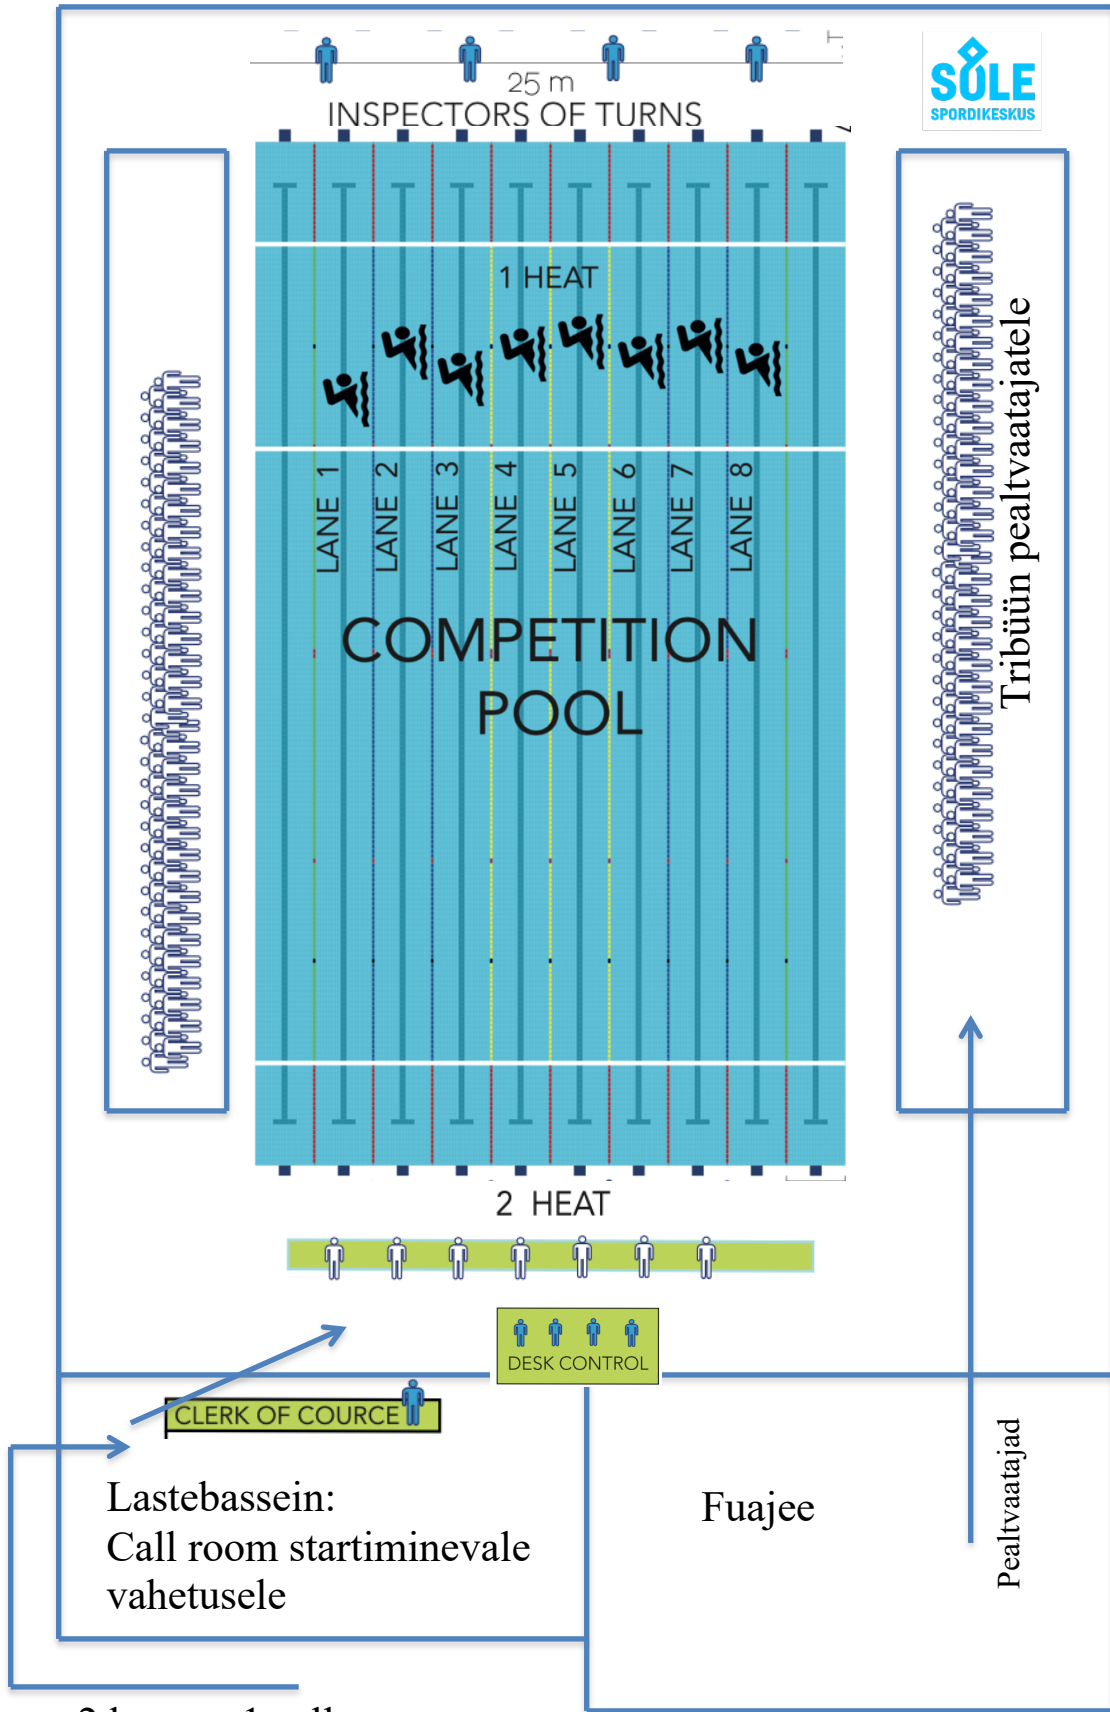 25 m
INSPECTORS OF TURNS
SÕLE
SPORDIKESKUS
1 HEAT
LANE 1
LANE 2
LANE 3
LANE 4
LANE 5
LANE 6
LANE 7
LANE 8
COMPETITION
POOL
Tribüün pealtvaatajatele
2 HEAT
DESK CONTROL
CLERK OF COURCE
Lastebassein:
Call room startiminevale
vahetusele
Fuajee
Pealtvaatajad